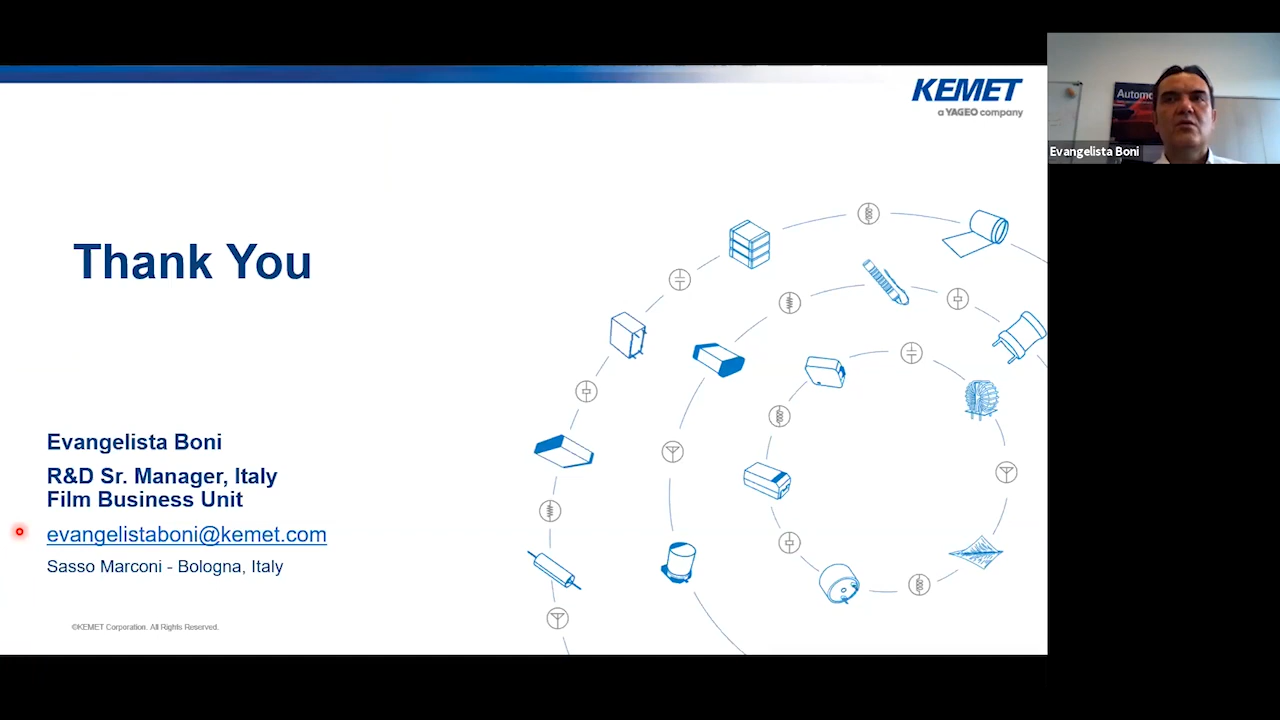 KEMET
a YAGEO company
Automo
Evangelista Boni
Thank You
Evangelista Boni
R&D Sr. Manager, Italy
Film Business Unit
evangelistaboni@kemet.com
Sasso Marconi - Bologna, Italy
©KEMET Corporation. All Rights Reserved.